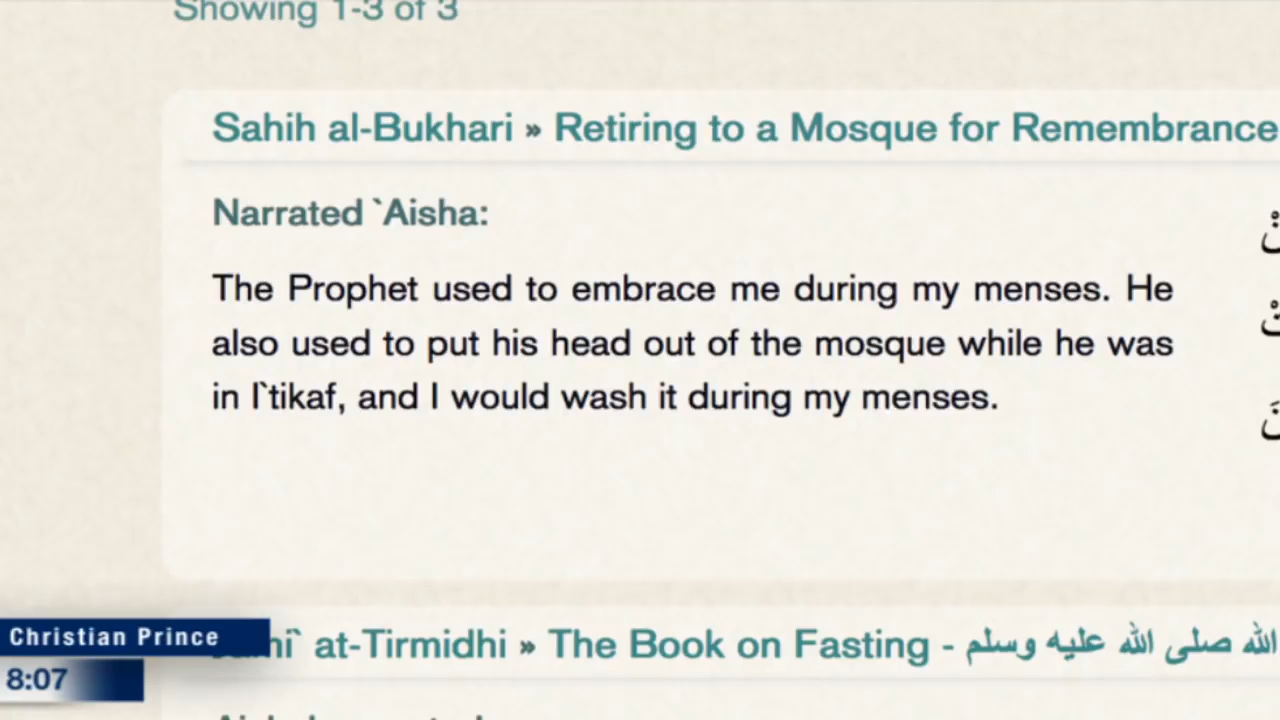 Showing 1-3 of 3
Sahih al-Bukhari » Retiring to a Mosque for Remembrance
Narrated `Aisha:
The Prophet used to embrace me during my menses. He
also used to put his head out of the mosque while he was
in I`tikaf, and I would wash it during my menses.
Christian Prince
at-Tirmidhi » The Book on Fasting - الله صلى الله عليه وسلم
8:07